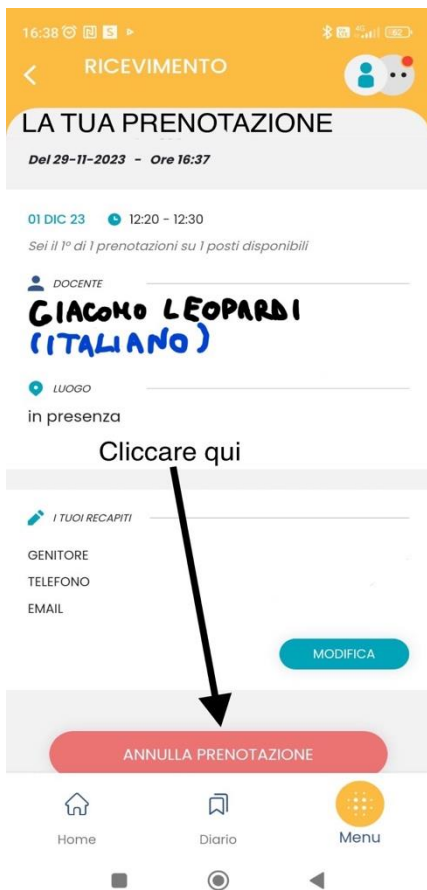 16:38
RICEVIMENTO
LA TUA PRENOTAZIONE
Del 29-11-2023 - Ore 16:37
01 DIC 23 12:20 - 12:30
Sei il 1° di 1 prenotazioni su 1 posti disponibili
DOCENTE
GIACOMO LEOPARDI
(ITALIANO)
LUOGO
in presenza
Cliccare qui
I TUOI RECAPITI
GENITORE
TELEFONO
EMAIL
MODIFICA
ANNULLA PRENOTAZIONE
Home Diario Menu